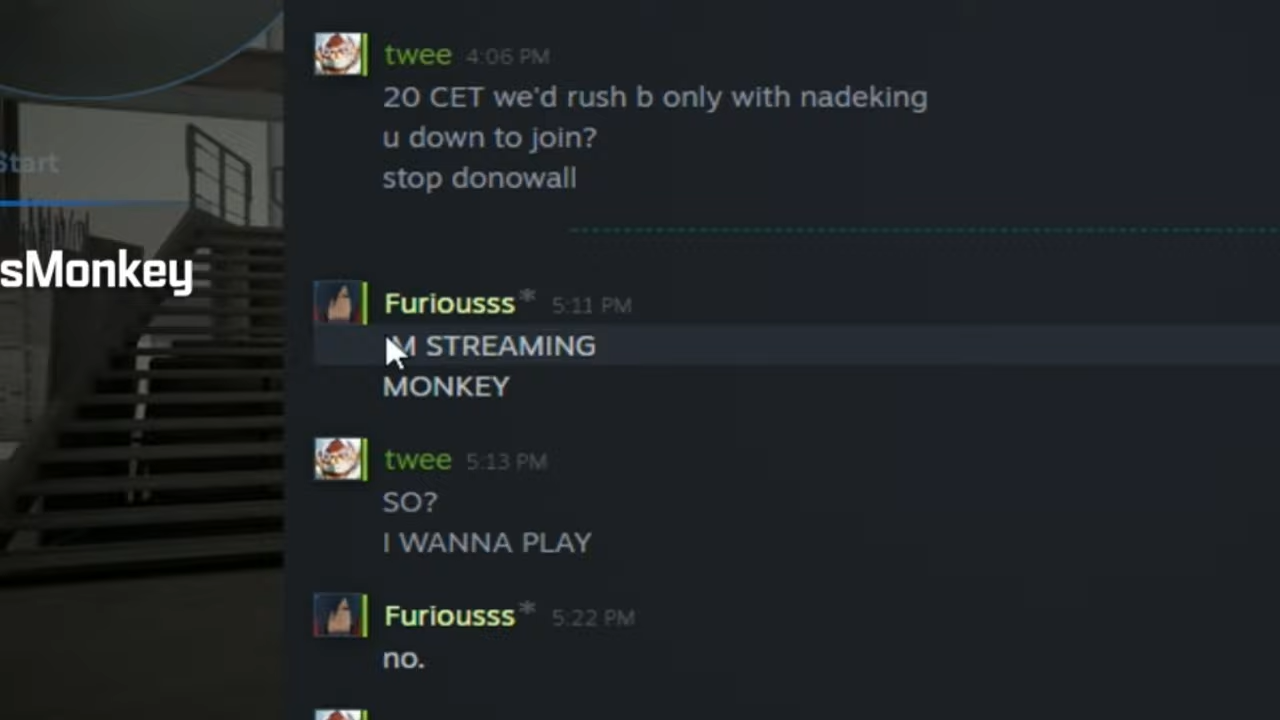 twee 4:06 PM
20 CET we'd rush b only with nadeking
u down to join?
stop donowall
Start
sMonkey
Furiousss* 5:11 PM
M STREAMING
MONKEY
twee 5:13 PM
SO?
I WANNA PLAY
Furiousss* 5:22 PM
no.